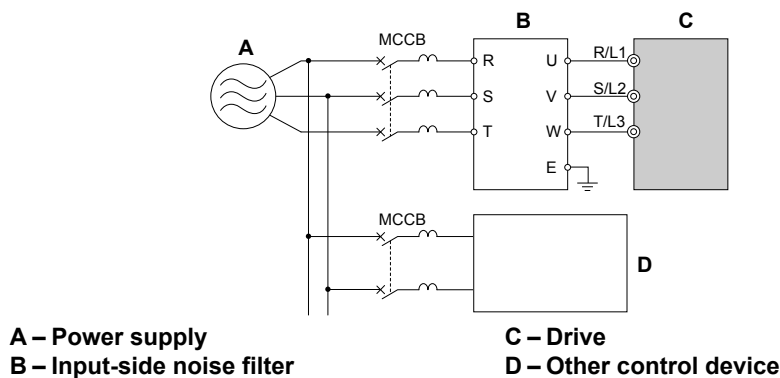 A
MCCB
B
C
R
U
R/L1
S
V
S/L2
T
W
T/L3
E
MCCB
D
A – Power supply
B – Input-side noise filter
C – Drive
D – Other control device